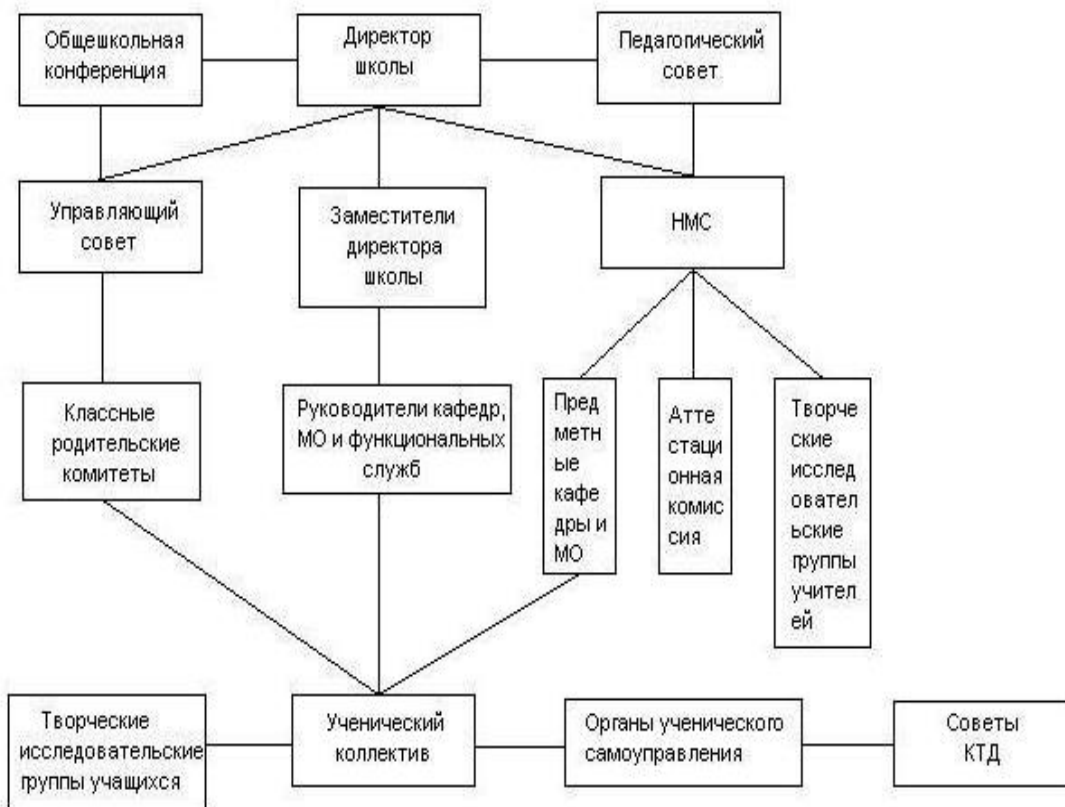 Общешкольная
конференция
Директор
школы
Педагогический
совет
Управляющий
совет
Заместители
директора
школы
НМС
Классные
родительские
комитеты
Руководители кафедр,
МО и функциональных
служб
Пред
метн
ые
кафе
дры и
МО
Атте
стаци
онная
комис
сия
Творче
ские
исслед
овател
ьские
группы
учител
ей
Творческие
исследовательские
группы учащихся
Ученический
коллектив
Органы ученического
самоуправления
Советы
КТД